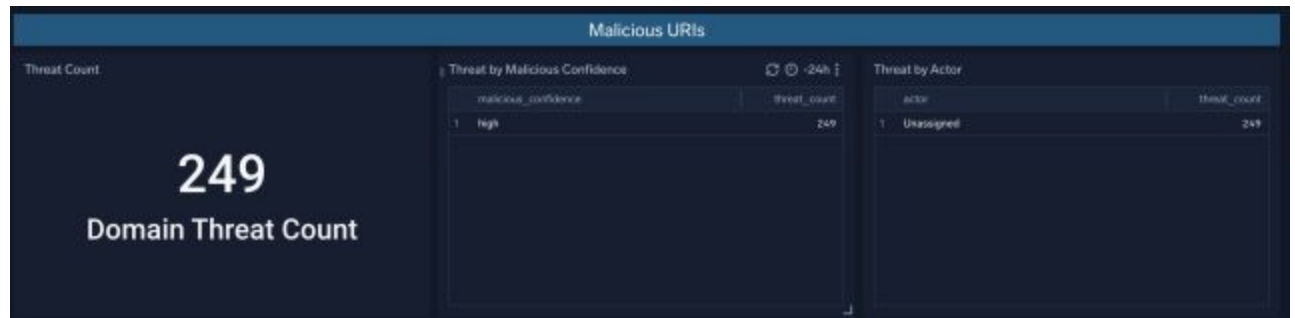 Malicious URIs
Threat Count
249
Domain Threat Count
Threat by Malicious Confidence -24h
malicious_confidence threat_count
1 high 249
Threat by Actor
actor threat_count
1 Unassigned 249